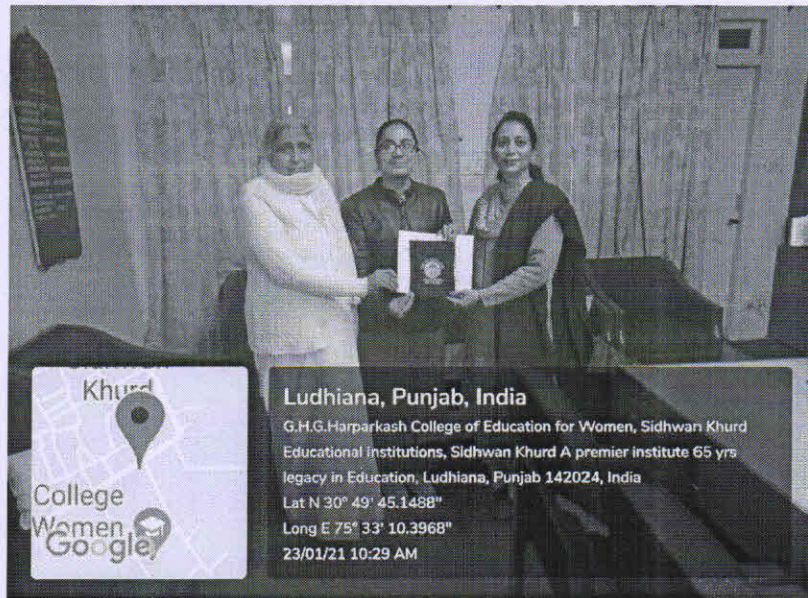 Khurd
College
Women
Google
Ludhiana, Punjab, India
G.H.G.Harparkash College of Education for Women, Sidhwan Khurd
Educational Institutions, Sidhwan Khurd A premier institute 65 yrs
legacy in Education, Ludhiana, Punjab 142024, India
Lat N 30° 49' 45.1488"
Long E 75° 33' 10.3968"
23/01/21 10:29 AM